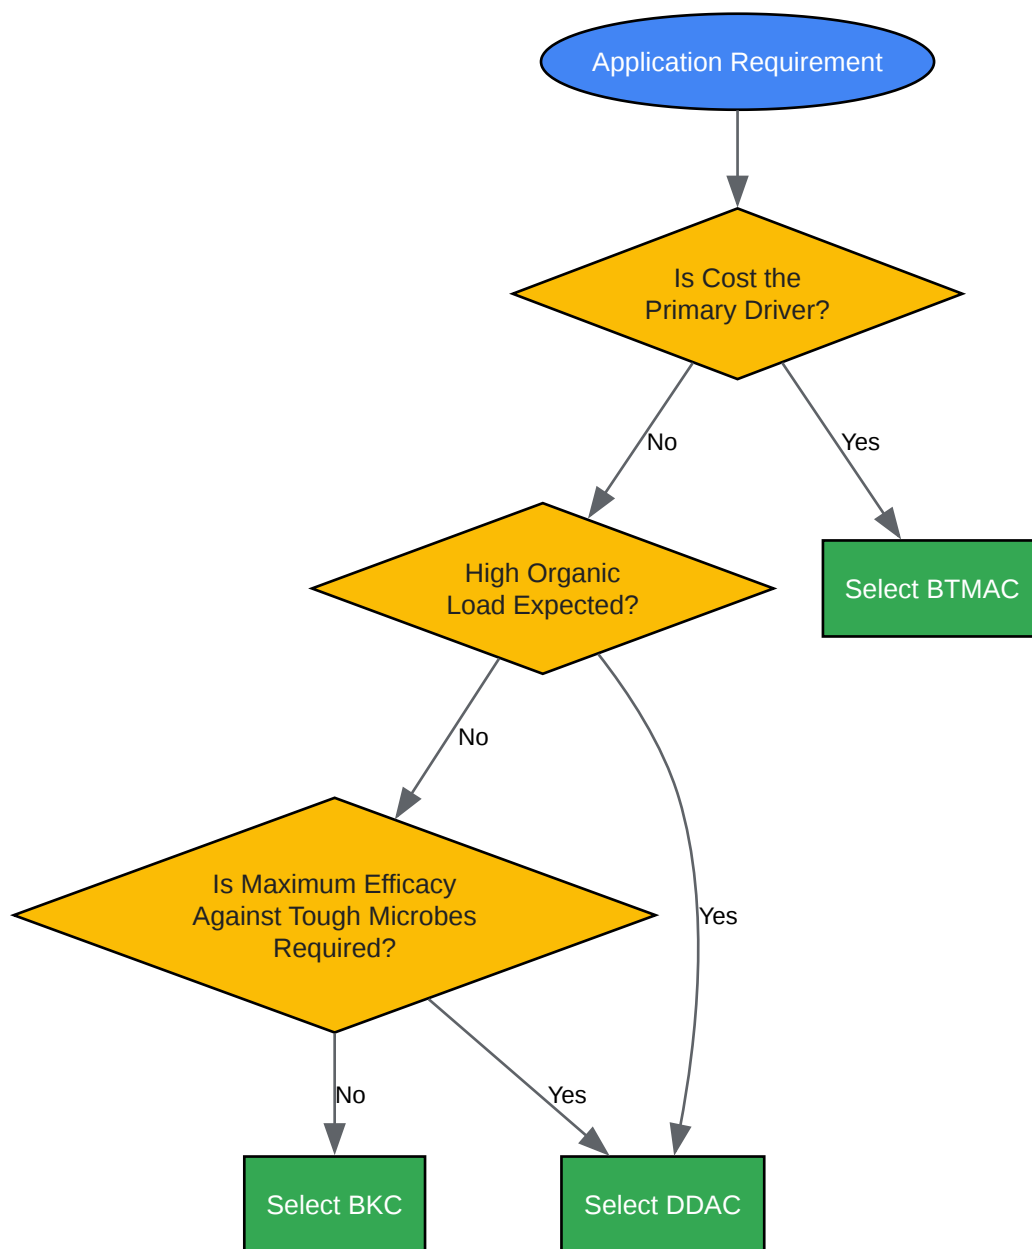 Application Requirement
Is Cost the
Primary Driver?
No
Yes
High Organic
Load Expected?
Select BTMAC
No
Is Maximum Efficacy
Against Tough Microbes
Required?
Yes
No
Yes
Select BKC
Select DDAC